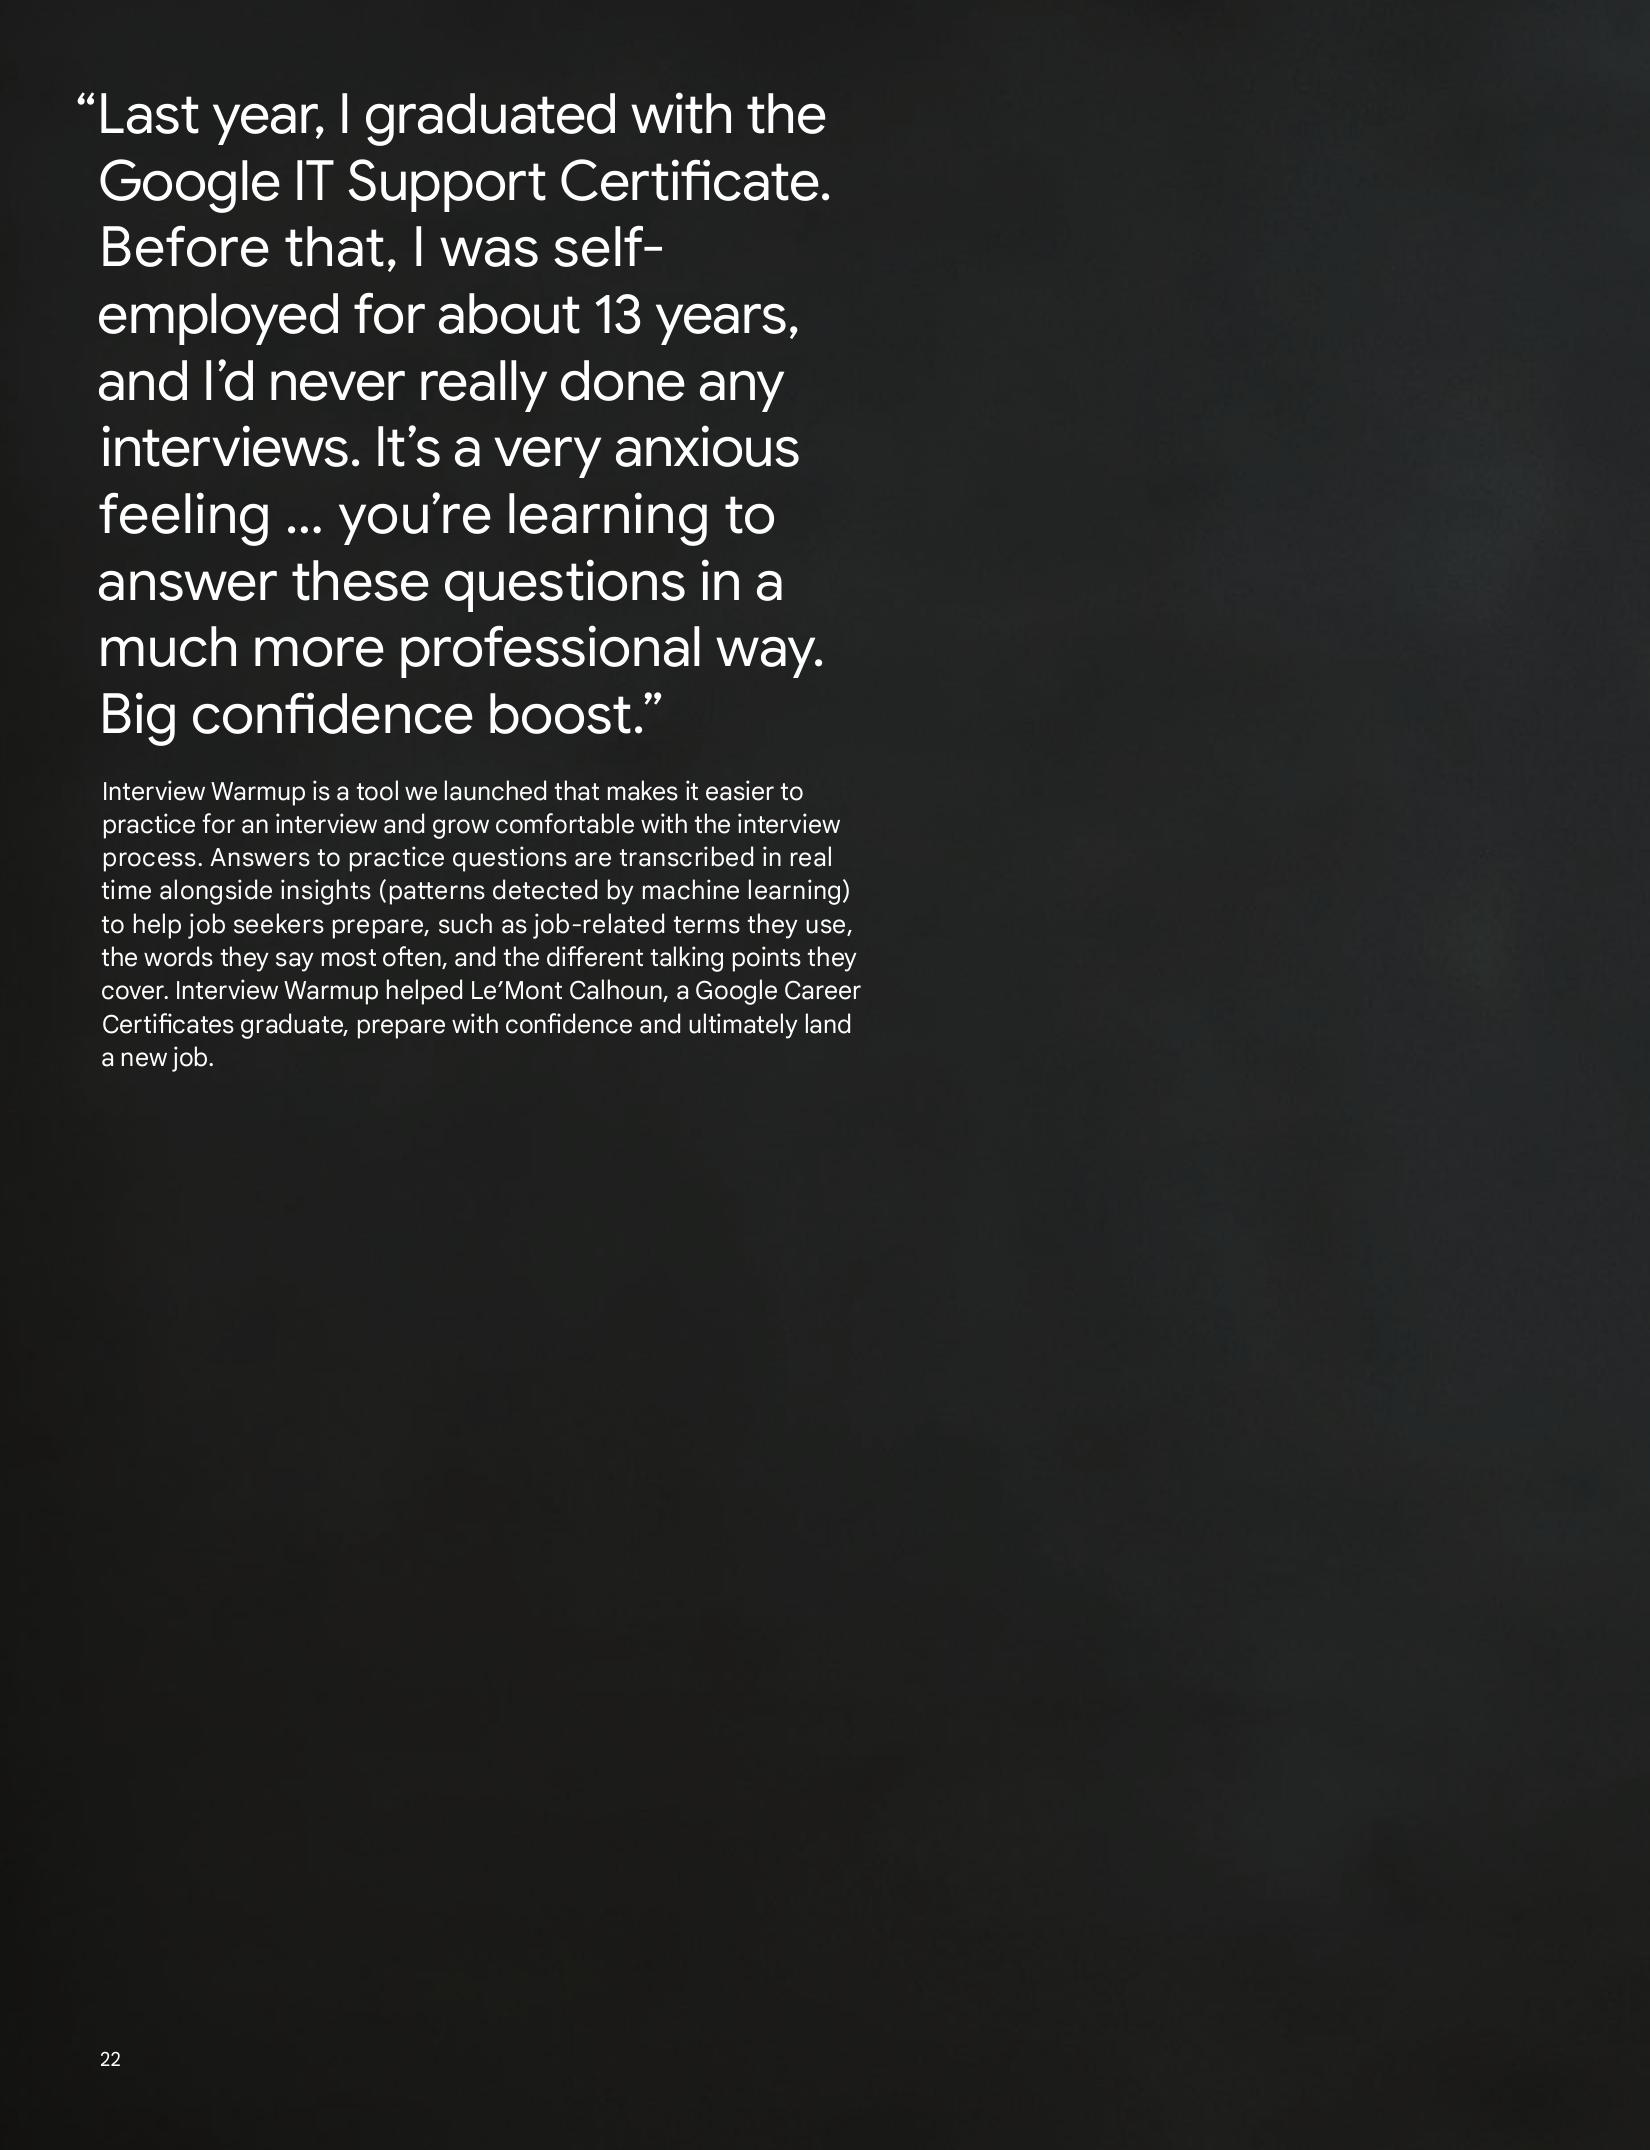 “Last year, I graduated with the
Google IT Support Certificate.
Before that, I was self-
employed for about 13 years,
and I’d never really done any
interviews. It’s a very anxious
feeling ... you’re learning to
answer these questions in a
much more professional way.
Big confidence boost.”
Interview Warmup is a tool we launched that makes it easier to
practice for an interview and grow comfortable with the interview
process. Answers to practice questions are transcribed in real
time alongside insights (patterns detected by machine learning)
to help job seekers prepare, such as job-related terms they use,
the words they say most often, and the different talking points they
cover. Interview Warmup helped Le’Mont Calhoun, a Google Career
Certificates graduate, prepare with confidence and ultimately land
a new job.
22